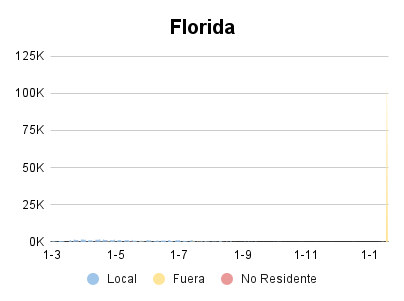 Florida
125K
100K
75K
50K
25K
0K
1-3 1-5 1-7 1-9 1-11 1-1
Local Fuera No Residente